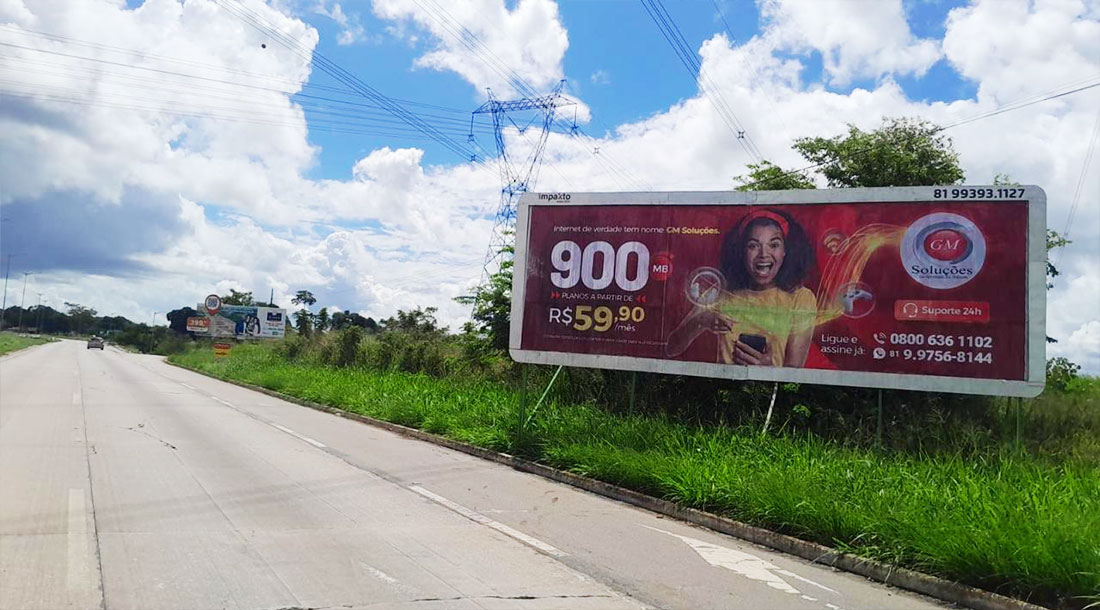 impaxto
81 99393.1127
Internet de verdade tem nome GM Soluções.
900 MB
PLANOS A PARTIR DE
R$59,90 /mês
GM
Soluções
Suporte 24h
Ligue e
assine já:
0800 636 1102
81 9.9756-8144
399,